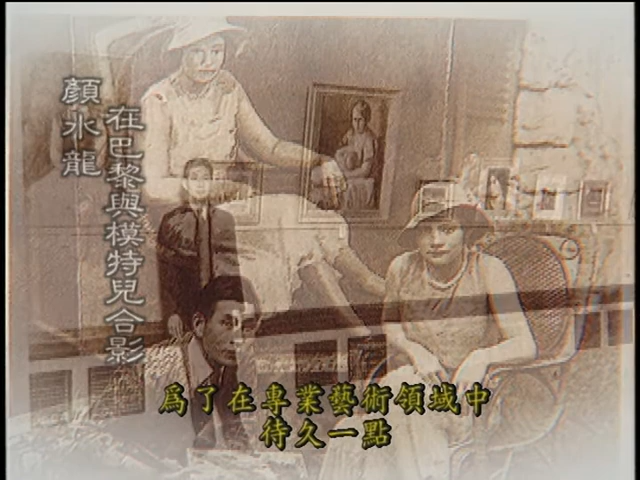 顏水龍
在巴黎與模特兒合影
為了在專業藝術領域中
待久一點